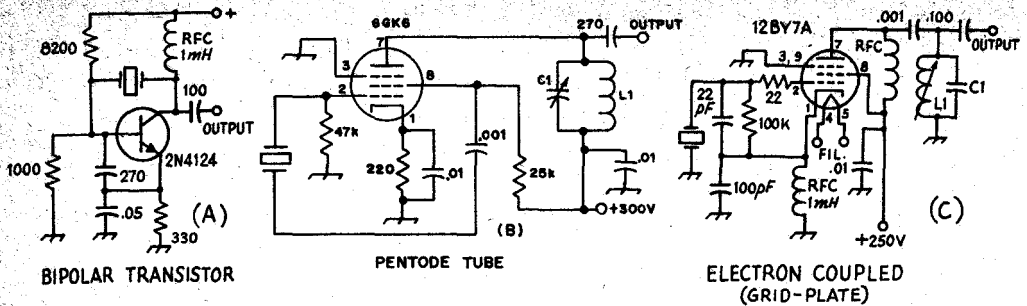 8200
RFC
1mH
+
100
OUTPUT
1000
270
2N4124
.05
330
(A)
BIPOLAR TRANSISTOR
6GK6
7
3
2
8
1
47k
220
.01
.001
25k
270
OUTPUT
C1
L1
.01
+300V
(B)
PENTODE TUBE
12BY7A
7
3, 9
8
2
1
4
5
22
pF
22
100K
100pF
FIL.
.01
RFC
1mH
RFC
.001
.100
OUTPUT
L1
C1
+250V
(C)
ELECTRON COUPLED
(GRID-PLATE)